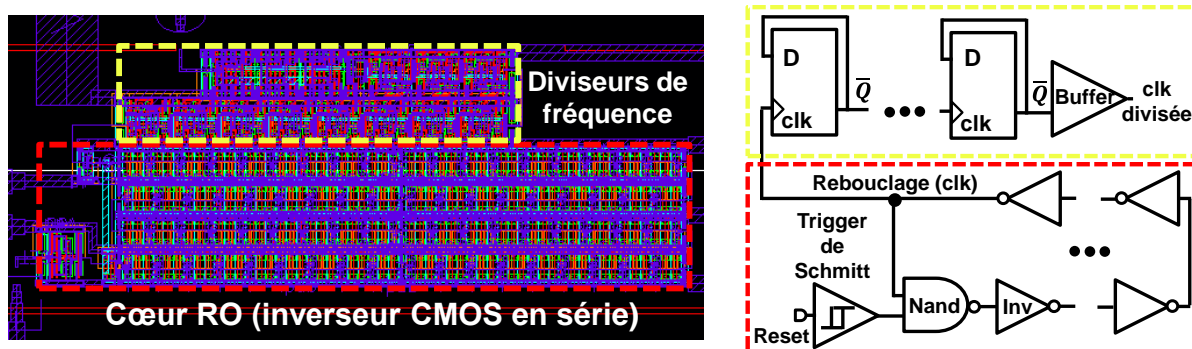 Diviseurs de
fréquence
Cœur RO (inverseur CMOS en série)
D
D
Q̅
Q̅
Buffer
clk
divisée
clk
clk
Rebouclage (clk)
Trigger
de
Schmitt
Nand
Inv
Reset